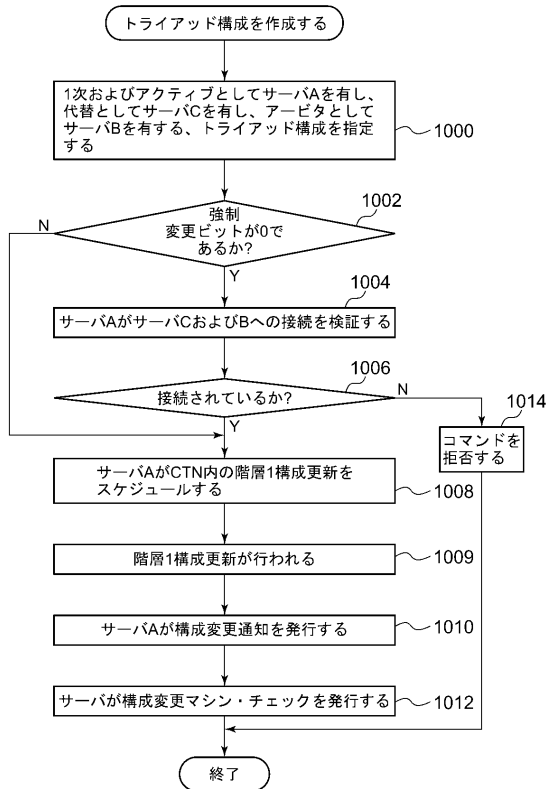 トライアッド構成を作成する
1次およびアクティブとしてサーバAを有し、
代替としてサーバCを有し、アービタとして
サーバBを有する、トライアッド構成を指定
する
1000
強制
変更ビットが0で
あるか?
1002
N
Y
1004
サーバAがサーバCおよびBへの接続を検証する
接続されているか?
1006
N
Y
1014
コマンドを
拒否する
サーバAがCTN内の階層1構成更新を
スケジュールする
1008
階層1構成更新が行われる
1009
サーバAが構成変更通知を発行する
1010
サーバが構成変更マシン・チェックを発行する
1012
終了